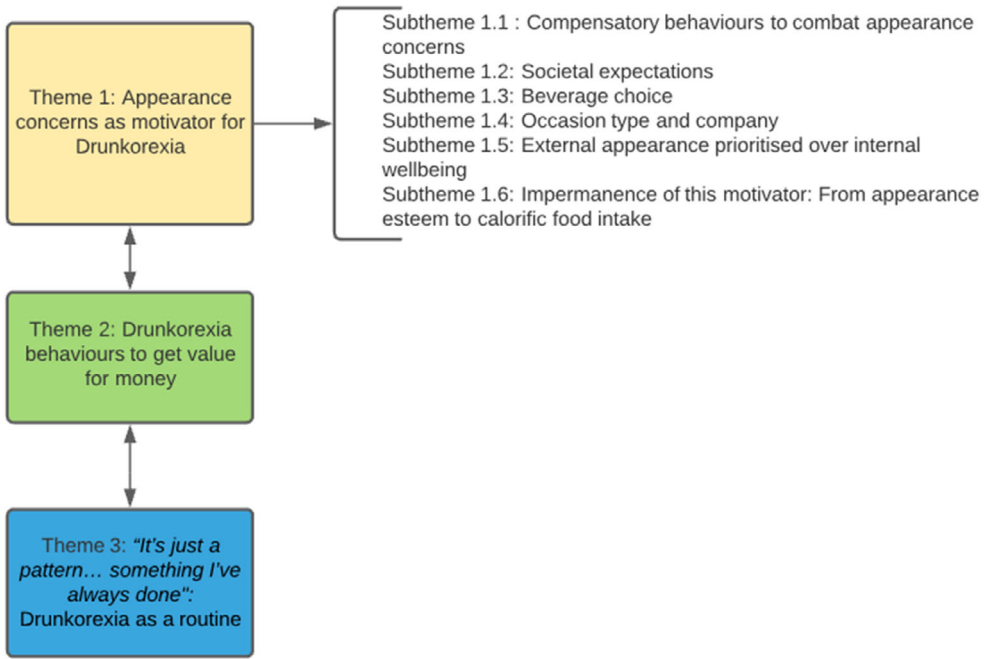 Theme 1: Appearance
concerns as motivator for
Drunkorexia
Subtheme 1.1 : Compensatory behaviours to combat appearance
concerns
Subtheme 1.2: Societal expectations
Subtheme 1.3: Beverage choice
Subtheme 1.4: Occasion type and company
Subtheme 1.5: External appearance prioritised over internal
wellbeing
Subtheme 1.6: Impermanence of this motivator: From appearance
esteem to calorific food intake
Theme 2: Drunkorexia
behaviours to get value
for money
Theme 3: “It’s just a
pattern… something I’ve
always done":
Drunkorexia as a routine